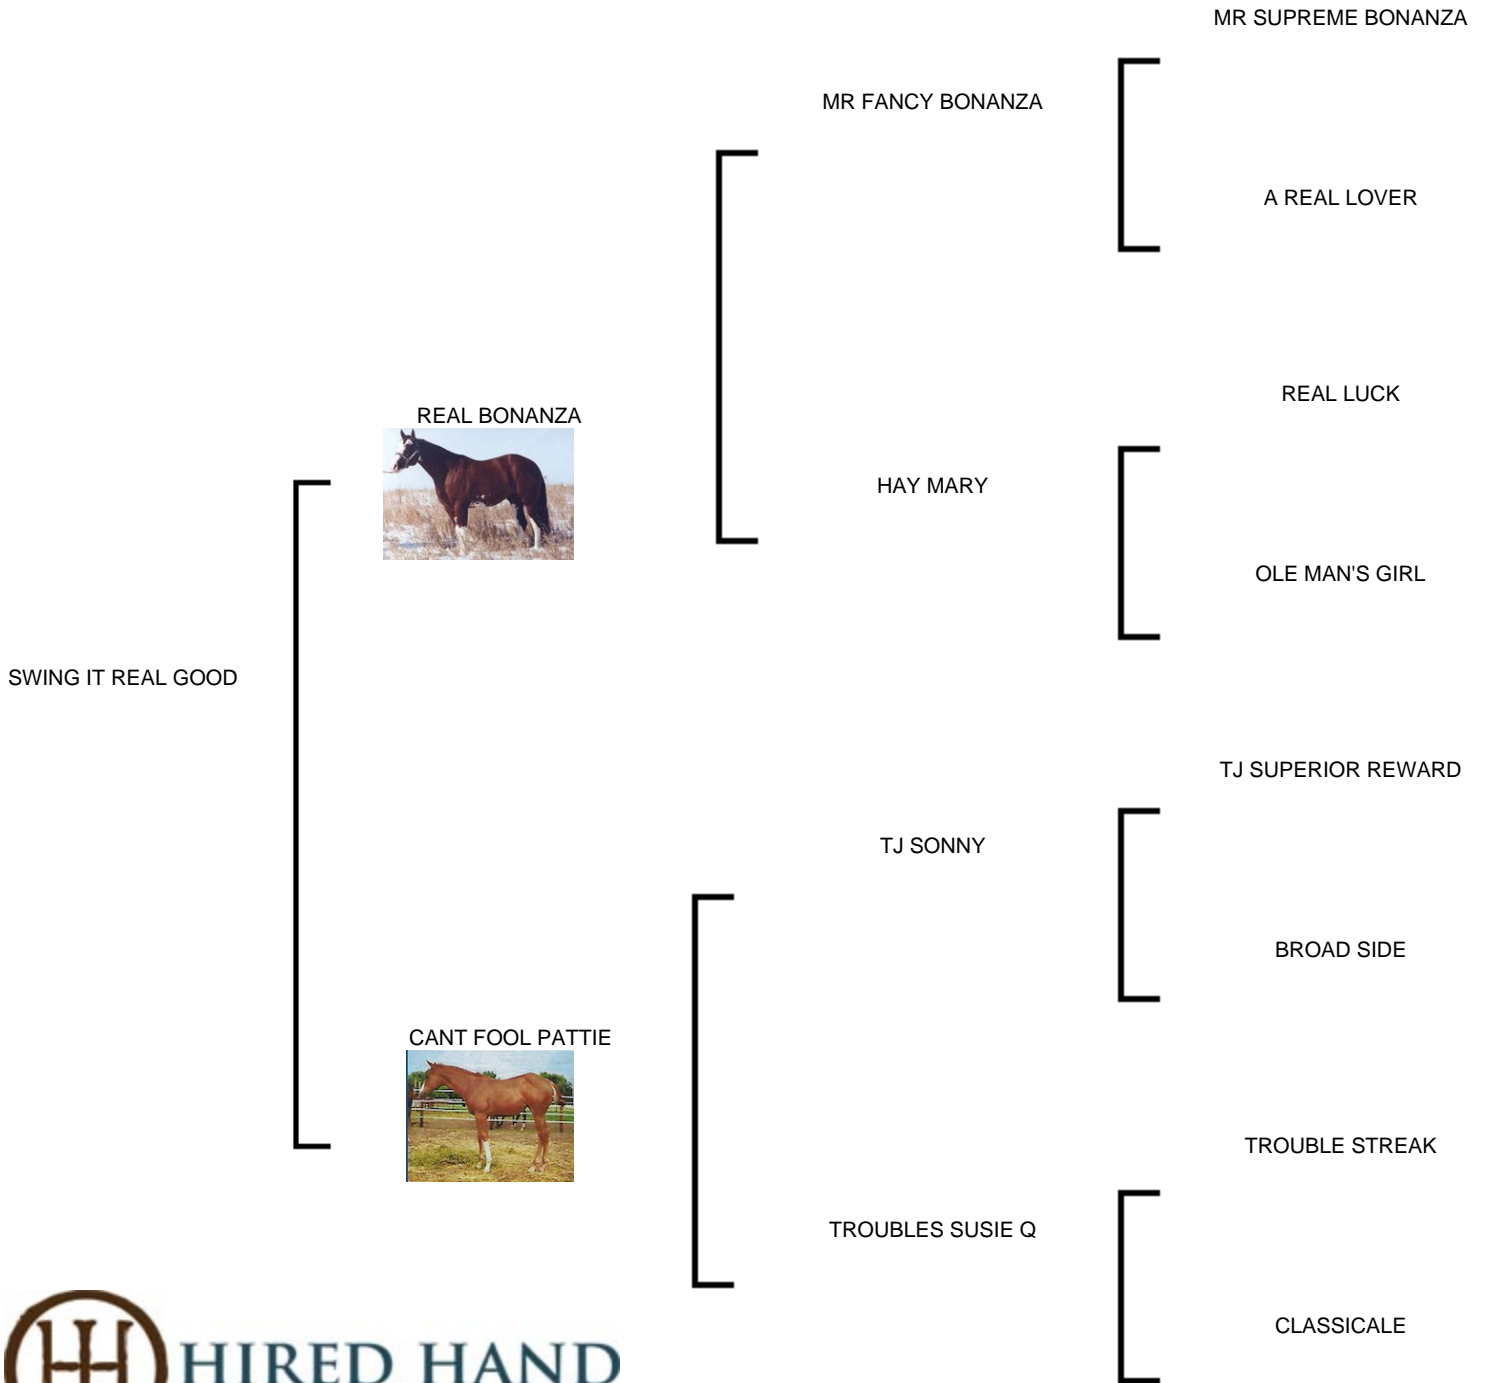 MR SUPREME BONANZA
MR FANCY BONANZA
A REAL LOVER
REAL LUCK
REAL BONANZA
HAY MARY
OLE MAN'S GIRL
SWING IT REAL GOOD
TJ SUPERIOR REWARD
TJ SONNY
BROAD SIDE
CANT FOOL PATTIE
TROUBLE STREAK
TROUBLES SUSIE Q
CLASSICALE
HIRED HAND